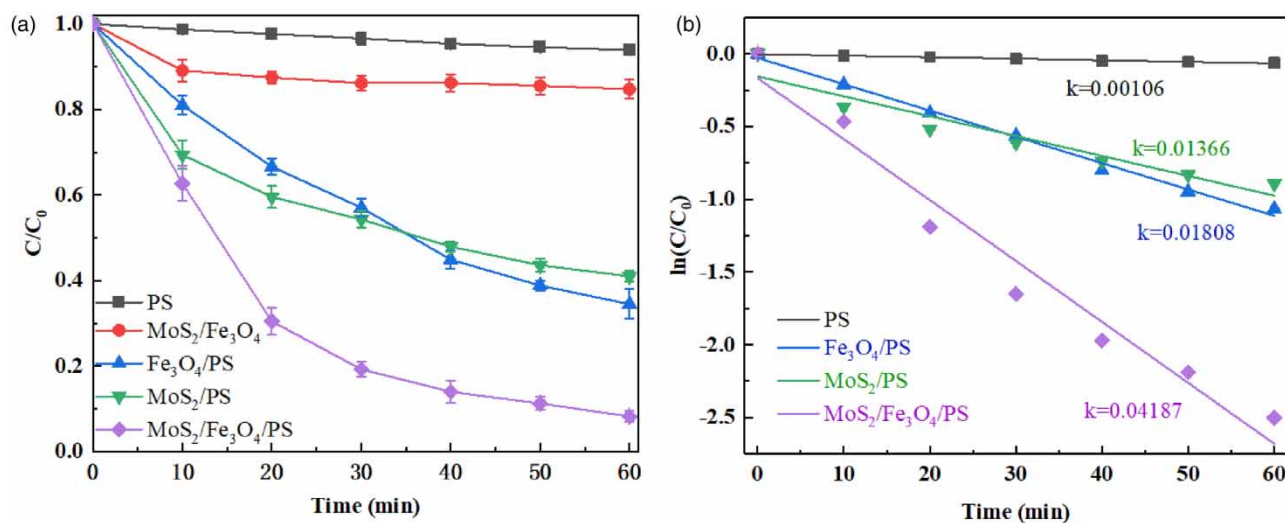 (a)
1.0
0.8
0.6
0.4
0.2
0.0
C/C₀
PS
MoS₂/Fe₃O₄
Fe₃O₄/PS
MoS₂/PS
MoS₂/Fe₃O₄/PS
0 10 20 30 40 50 60
Time (min)
(b)
0.0
-0.5
-1.0
-1.5
-2.0
-2.5
ln(C/C₀)
k=0.00106
k=0.01366
k=0.01808
k=0.04187
PS
Fe₃O₄/PS
MoS₂/PS
MoS₂/Fe₃O₄/PS
0 10 20 30 40 50 60
Time (min)